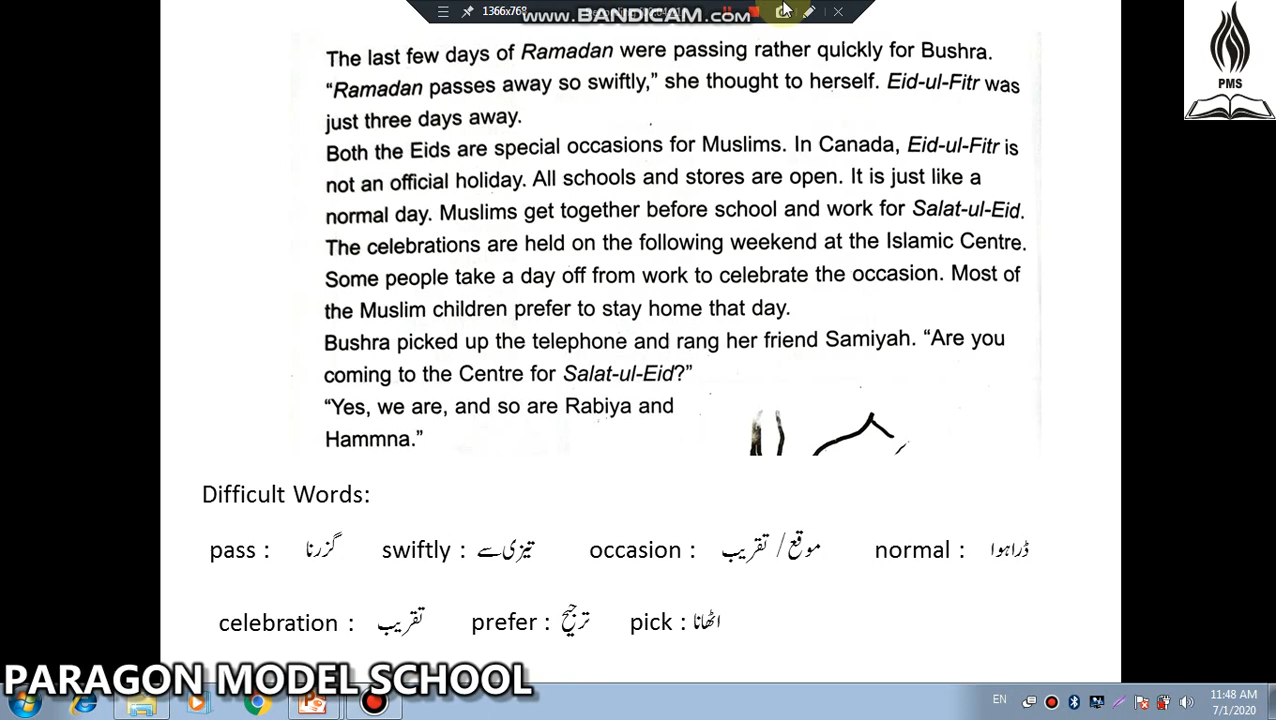 1366x768
www.BANDICAM.com
PMS
The last few days of Ramadan were passing rather quickly for Bushra.
“Ramadan passes away so swiftly,” she thought to herself. Eid-ul-Fitr was
just three days away.
Both the Eids are special occasions for Muslims. In Canada, Eid-ul-Fitr is
not an official holiday. All schools and stores are open. It is just like a
normal day. Muslims get together before school and work for Salat-ul-Eid.
The celebrations are held on the following weekend at the Islamic Centre.
Some people take a day off from work to celebrate the occasion. Most of
the Muslim children prefer to stay home that day.
Bushra picked up the telephone and rang her friend Samiyah. “Are you
coming to the Centre for Salat-ul-Eid?”
“Yes, we are, and so are Rabiya and
Hammna.”
Difficult Words:
pass : گزرنا swiftly : تیزی سے occasion : موقع / تقریب normal : ڈرا ہوا
celebration : تقریب prefer : ترجیح pick : اٹھانا
PARAGON MODEL SCHOOL
EN
11:48 AM
7/1/2020